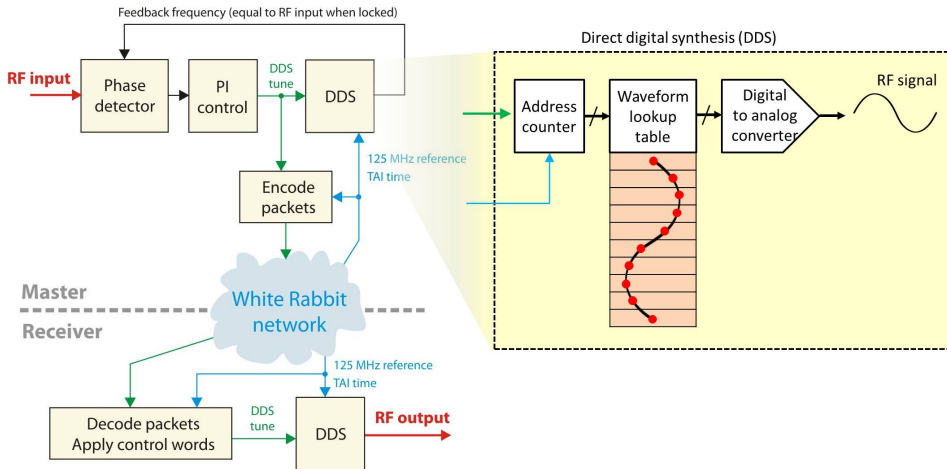 Feedback frequency (equal to RF input when locked)
RF input
Phase
detector
PI
control
DDS
tune
DDS
125 MHz reference
TAI time
Encode
packets
White Rabbit
network
Master
Receiver
125 MHz reference
TAI time
Decode packets
Apply control words
DDS
tune
DDS
RF output
Direct digital synthesis (DDS)
Address
counter
Waveform
lookup
table
Digital
to analog
converter
RF signal